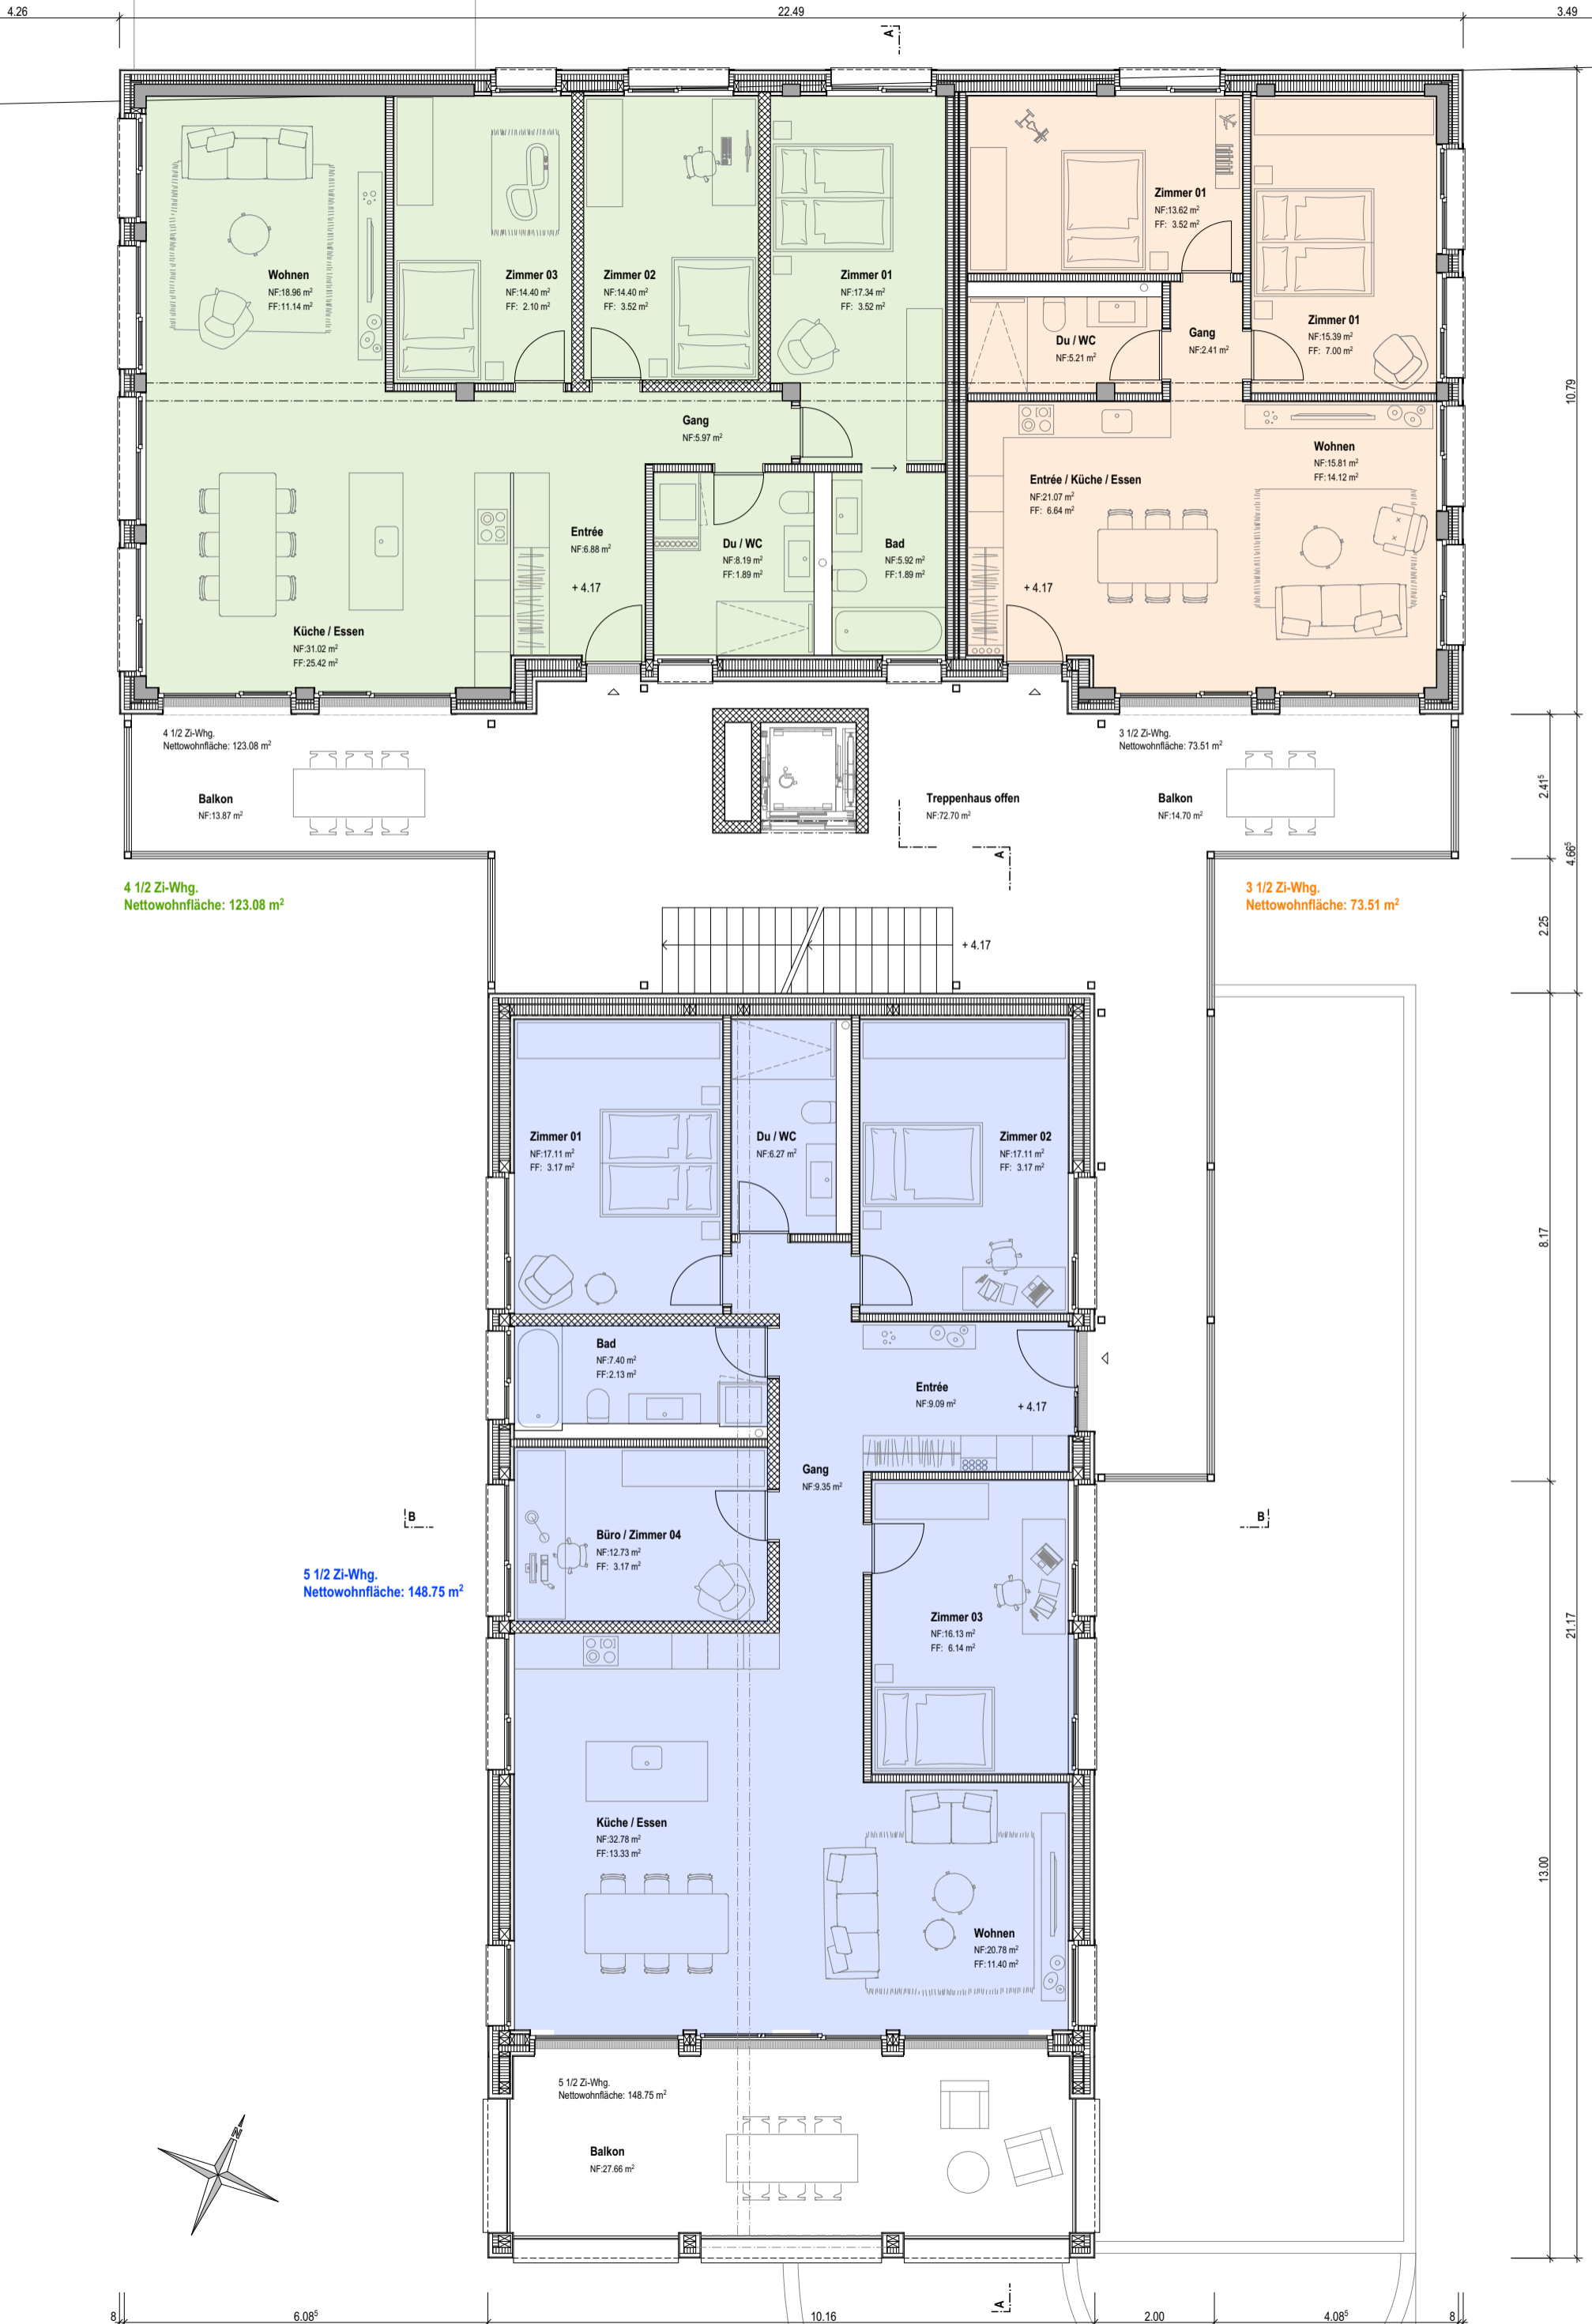 4.26
22.49
3.49
A
Wohnen
NF:18.96 m²
FF:11.14 m²
Zimmer 03
NF:14.40 m²
FF: 2.10 m²
Zimmer 02
NF:14.40 m²
FF: 3.52 m²
Zimmer 01
NF:17.34 m²
FF: 3.52 m²
Zimmer 01
NF:13.62 m²
FF: 3.52 m²
Zimmer 01
NF:15.39 m²
FF: 7.00 m²
Du / WC
NF:5.21 m²
Gang
NF:2.41 m²
10.79
Gang
NF:5.97 m²
Wohnen
NF:15.81 m²
FF:14.12 m²
Entrée / Küche / Essen
NF:21.07 m²
FF: 6.64 m²
Entrée
NF:6.88 m²
+ 4.17
Du / WC
NF:8.19 m²
FF:1.89 m²
Bad
NF:5.92 m²
FF:1.89 m²
+ 4.17
Küche / Essen
NF:31.02 m²
FF:25.42 m²
4 1/2 Zi-Whg.
Nettowohnfläche: 123.08 m²
3 1/2 Zi-Whg.
Nettowohnfläche: 73.51 m²
Balkon
NF:13.87 m²
Treppenhaus offen
NF:72.70 m²
Balkon
NF:14.70 m²
2.41⁵
4.66⁵
A
4 1/2 Zi-Whg.
Nettowohnfläche: 123.08 m²
3 1/2 Zi-Whg.
Nettowohnfläche: 73.51 m²
2.25
+ 4.17
Zimmer 01
NF:17.11 m²
FF: 3.17 m²
Du / WC
NF:6.27 m²
Zimmer 02
NF:17.11 m²
FF: 3.17 m²
8.17
Bad
NF:7.40 m²
FF:2.13 m²
Entrée
NF:9.09 m²
+ 4.17
Gang
NF:9.35 m²
B
B
Büro / Zimmer 04
NF:12.73 m²
FF: 3.17 m²
5 1/2 Zi-Whg.
Nettowohnfläche: 148.75 m²
Zimmer 03
NF:16.13 m²
FF: 6.14 m²
21.17
Küche / Essen
NF:32.78 m²
FF:13.33 m²
13.00
Wohnen
NF:20.78 m²
FF:11.40 m²
5 1/2 Zi-Whg.
Nettowohnfläche: 148.75 m²
N
Balkon
NF:27.66 m²
A
8
6.08⁵
10.16
2.00
4.08⁵
8